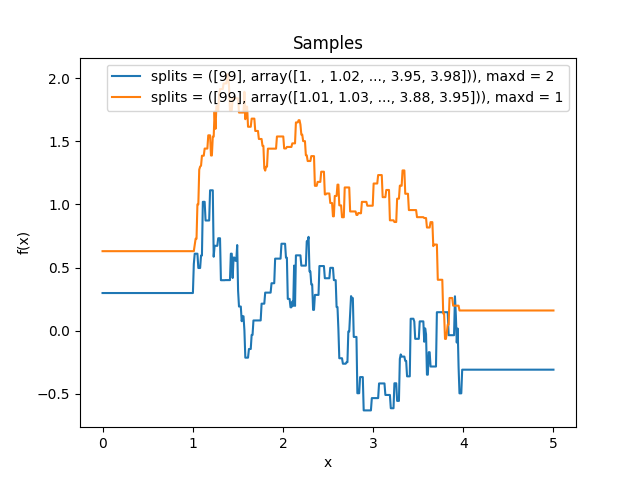 Samples
splits = ([99], array([1.  , 1.02, ..., 3.95, 3.98])), maxd = 2
splits = ([99], array([1.01, 1.03, ..., 3.88, 3.95])), maxd = 1
2.0
1.5
1.0
0.5
0.0
−0.5
f(x)
0 1 2 3 4 5
x